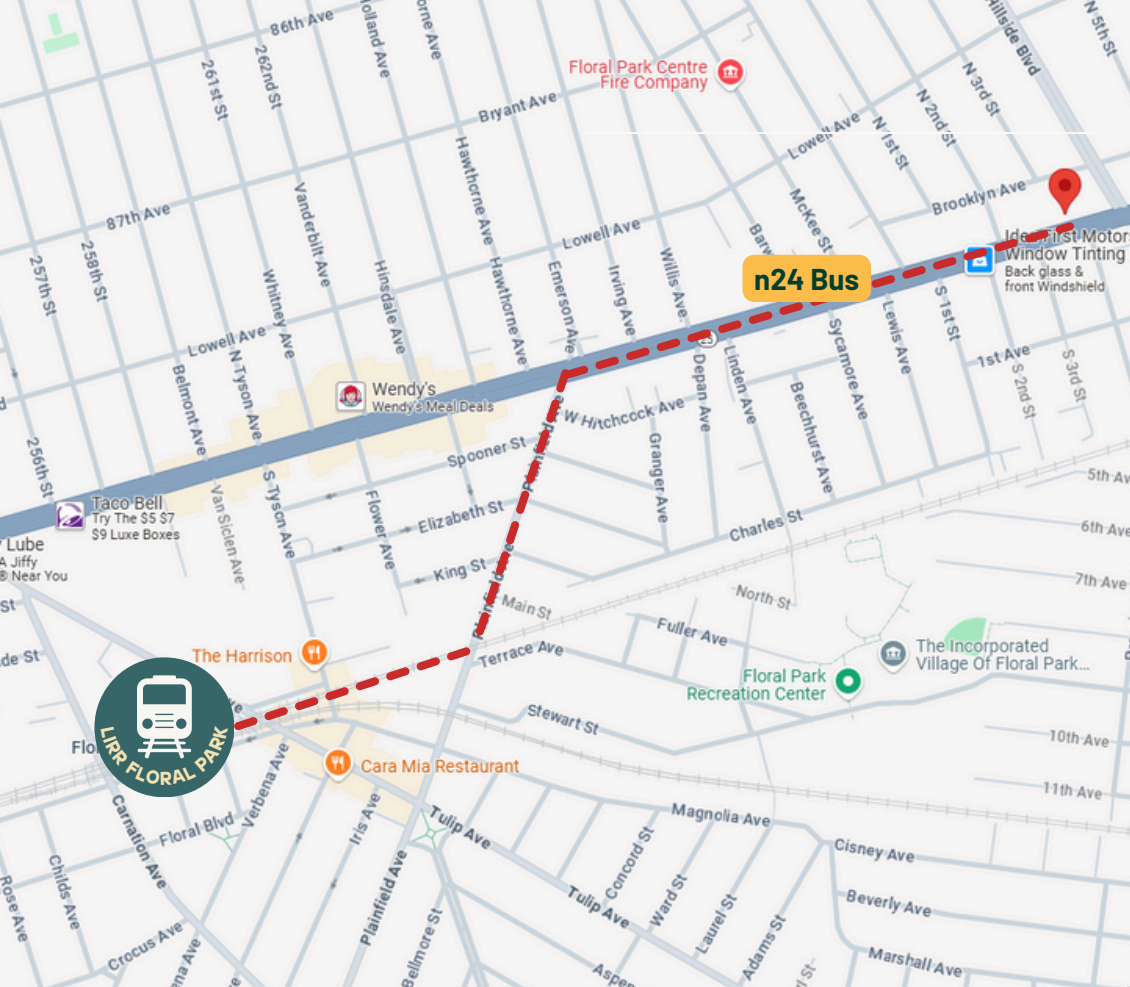 86th Ave
261st St
262nd St
Bryant Ave
Floral Park Centre
Fire Company
Hillside Blvd
N 5th St
N 3rd St
N 2nd St
N 1st St
Lowell Ave
Hawthorne Ave
87th Ave
Vanderbilt Ave
Brooklyn Ave
McKee St
Lowell Ave
258th St
257th St
Whitney Ave
Hinsdale Ave
Hawthorne Ave
Emerson Ave
Irving Ave
Willis Ave
n24 Bus
Window Tinting
Back glass &
front Windshield
Lowell Ave
N Tyson Ave
Belmont Ave
Wendy's
Wendy's Meal Deals
25
Depan Ave
Linden Ave
Sycamore Ave
Lewis Ave
S 1st St
1st Ave
S 2nd St
S 3rd St
W Hitchcock Ave
Beechhurst Ave
Granger Ave
Spooner St
Plainfield Ave
256th St
Taco Bell
Try The $5 $7
$9 Luxe Boxes
Lube
A Jiffy
® Near You
Van Siclen Ave
S Tyson Ave
Flower Ave
Elizabeth St
King St
Charles St
5th Av
6th Ave
7th Ave
Plainfield Ave
Main St
North St
Fuller Ave
Terrace Ave
The Harrison
The Incorporated
Village Of Floral Park...
Floral Park
Recreation Center
Stewart St
10th Ave
11th Ave
LIRR FLORAL PARK
Cara Mia Restaurant
Verbena Ave
Floral Blvd
Carnation Ave
Iris Ave
Tulip Ave
Magnolia Ave
Cisney Ave
Childs Ave
Rose Ave
Crocus Ave
Plainfield Ave
Bellmore St
Tulip Ave
Concord St
Ward St
Laurel St
Adams St
Beverly Ave
Marshall Ave